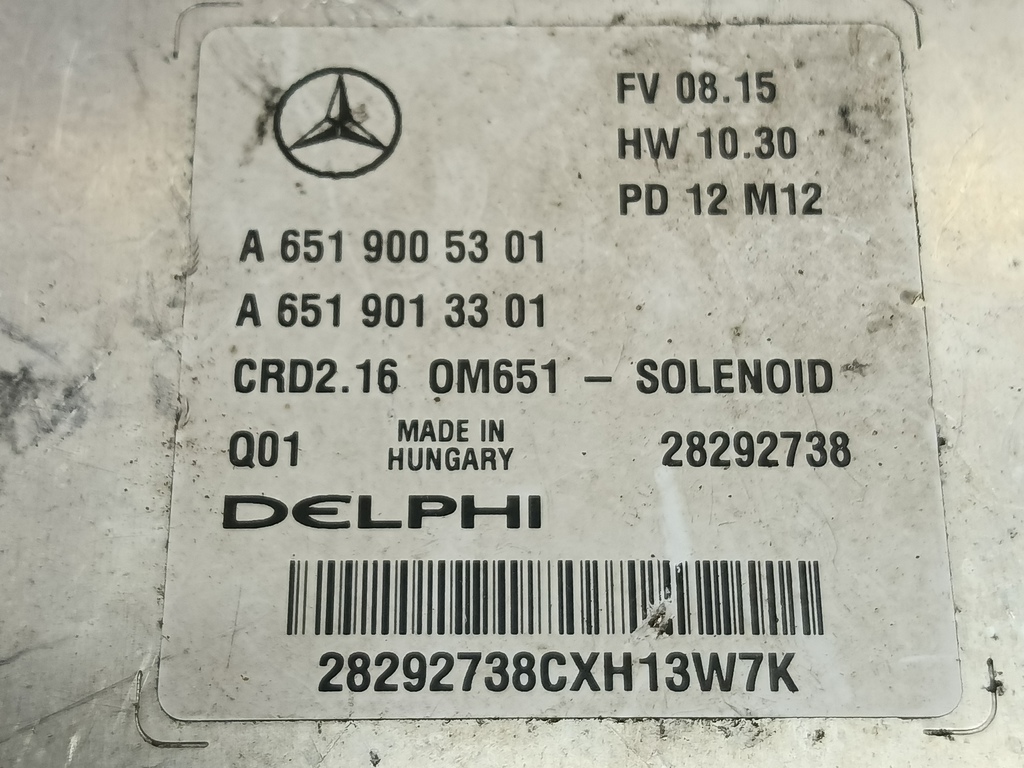 FV 08.15
HW 10.30
PD 12 M12
A 651 900 53 01
A 651 901 33 01
CRD2.16 OM651 – SOLENOID
Q01 MADE IN HUNGARY 28292738
DELPHI
28292738CXH13W7K